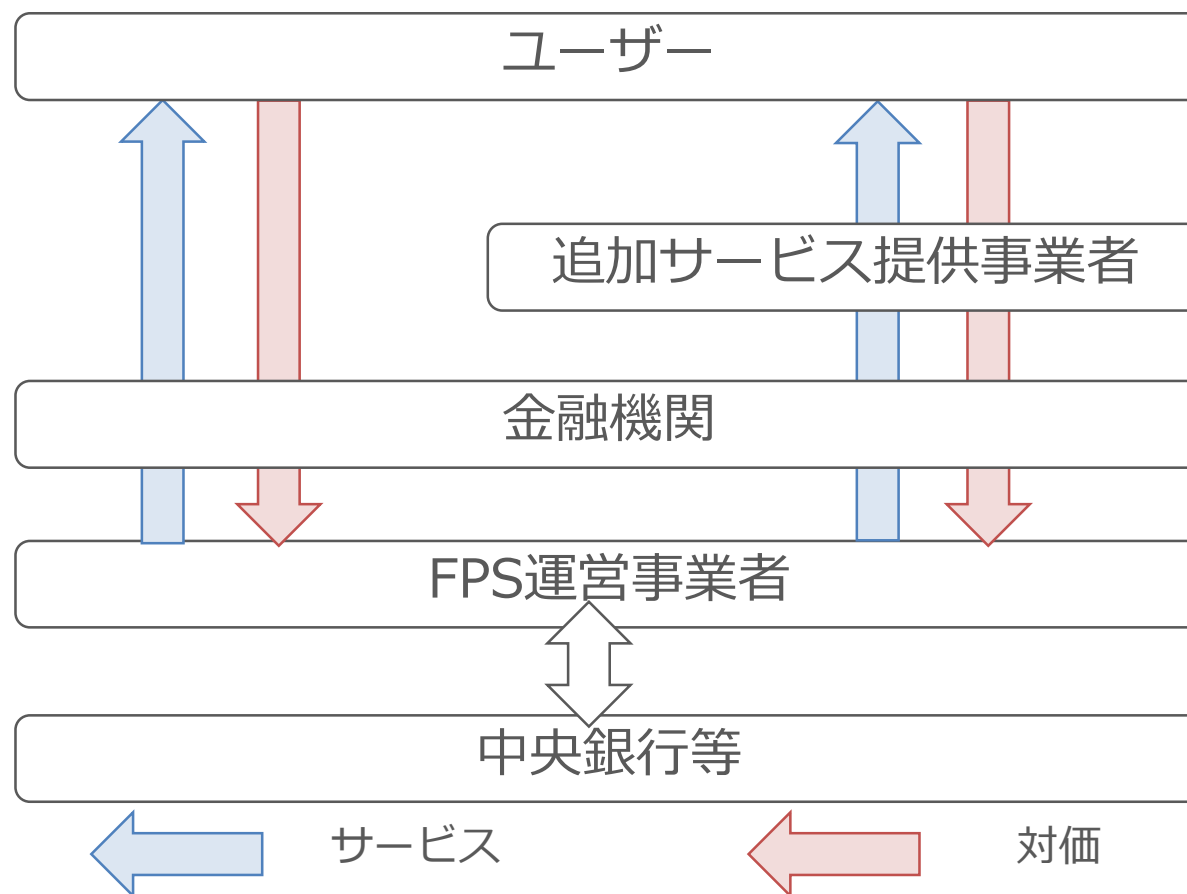 ユーザー
追加サービス提供事業者
金融機関
FPS運営事業者
中央銀行等
サービス
対価